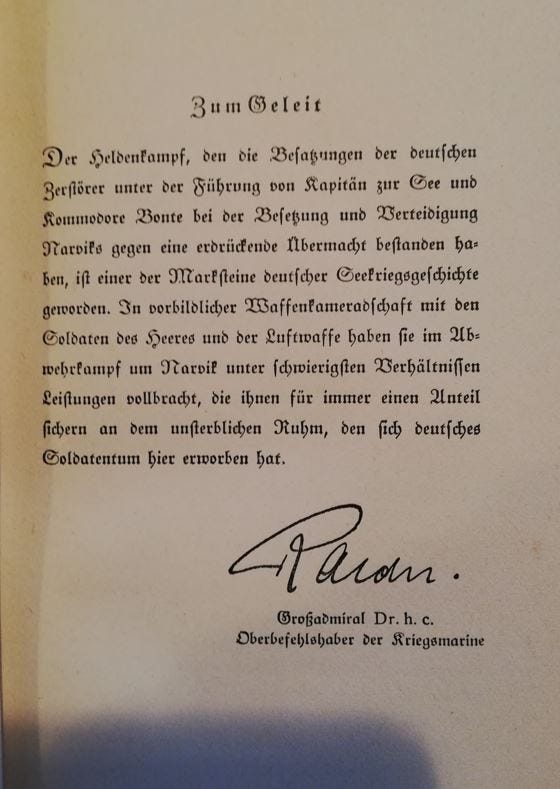 Zum Geleit
Der Heldenkampf, den die Besatzungen der deutschen
Zerstörer unter der Führung von Kapitän zur See und
Kommodore Bonte bei der Besetzung und Verteidigung
Narviks gegen eine erdrückende Übermacht bestanden ha-
ben, ist einer der Marksteine deutscher Seekriegsgeschichte
geworden. In vorbildlicher Waffenkameradschaft mit den
Soldaten des Heeres und der Luftwaffe haben sie im Ab-
wehrkampf um Narvik unter schwierigsten Verhältnissen
Leistungen vollbracht, die ihnen für immer einen Anteil
sichern an dem unsterblichen Ruhm, den sich deutsches
Soldatentum hier erworben hat.
Raeder.
Großadmiral Dr. h. c.
Oberbefehlshaber der Kriegsmarine